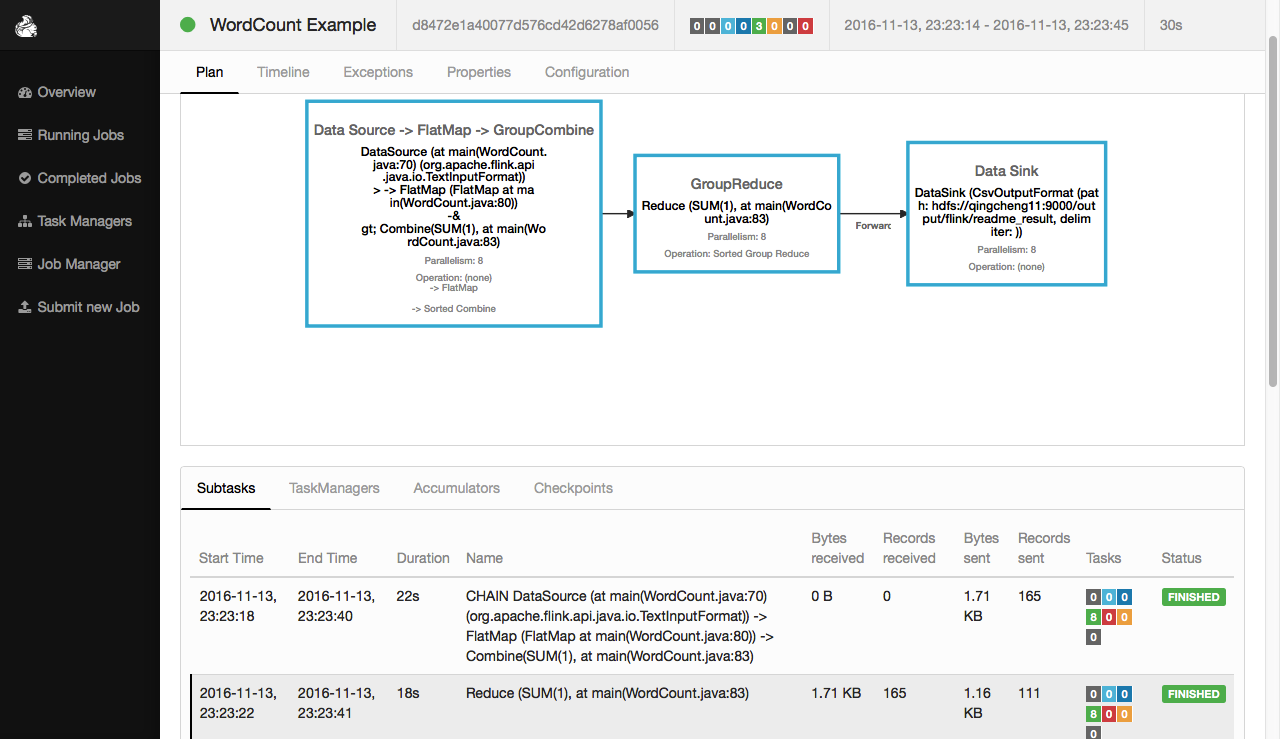 WordCount Example
d8472e1a40077d576cd42d6278af0056
0 0 0 0 3 0 0 0
2016-11-13, 23:23:14 - 2016-11-13, 23:23:45
30s
Overview
Running Jobs
Completed Jobs
Task Managers
Job Manager
Submit new Job
Plan Timeline Exceptions Properties Configuration
Data Source -> FlatMap -> GroupCombine
DataSource (at main(WordCount.
java:70) (org.apache.flink.api
.java.io.TextInputFormat))
> -> FlatMap (FlatMap at ma
in(WordCount.java:80))
-&
gt; Combine(SUM(1), at main(Wo
rdCount.java:83)
Parallelism: 8
Operation: (none)
-> FlatMap
-> Sorted Combine
GroupReduce
Reduce (SUM(1), at main(WordCo
unt.java:83)
Parallelism: 8
Operation: Sorted Group Reduce
Forward
Data Sink
DataSink (CsvOutputFormat (pat
h: hdfs://qingcheng11:9000/out
put/flink/readme_result, delim
iter: ))
Parallelism: 8
Operation: (none)
Subtasks TaskManagers Accumulators Checkpoints
Start Time
End Time
Duration
Name
Bytes
received
Records
received
Bytes
sent
Records
sent
Tasks
Status
2016-11-13,
23:23:18
2016-11-13,
23:23:40
22s
CHAIN DataSource (at main(WordCount.java:70)
(org.apache.flink.api.java.io.TextInputFormat)) ->
FlatMap (FlatMap at main(WordCount.java:80)) ->
Combine(SUM(1), at main(WordCount.java:83)
0 B
0
1.71
KB
165
0 0 0
8 0 0
0
FINISHED
2016-11-13,
23:23:22
2016-11-13,
23:23:41
18s
Reduce (SUM(1), at main(WordCount.java:83)
1.71 KB
165
1.16
KB
111
0 0 0
8 0 0
0
FINISHED